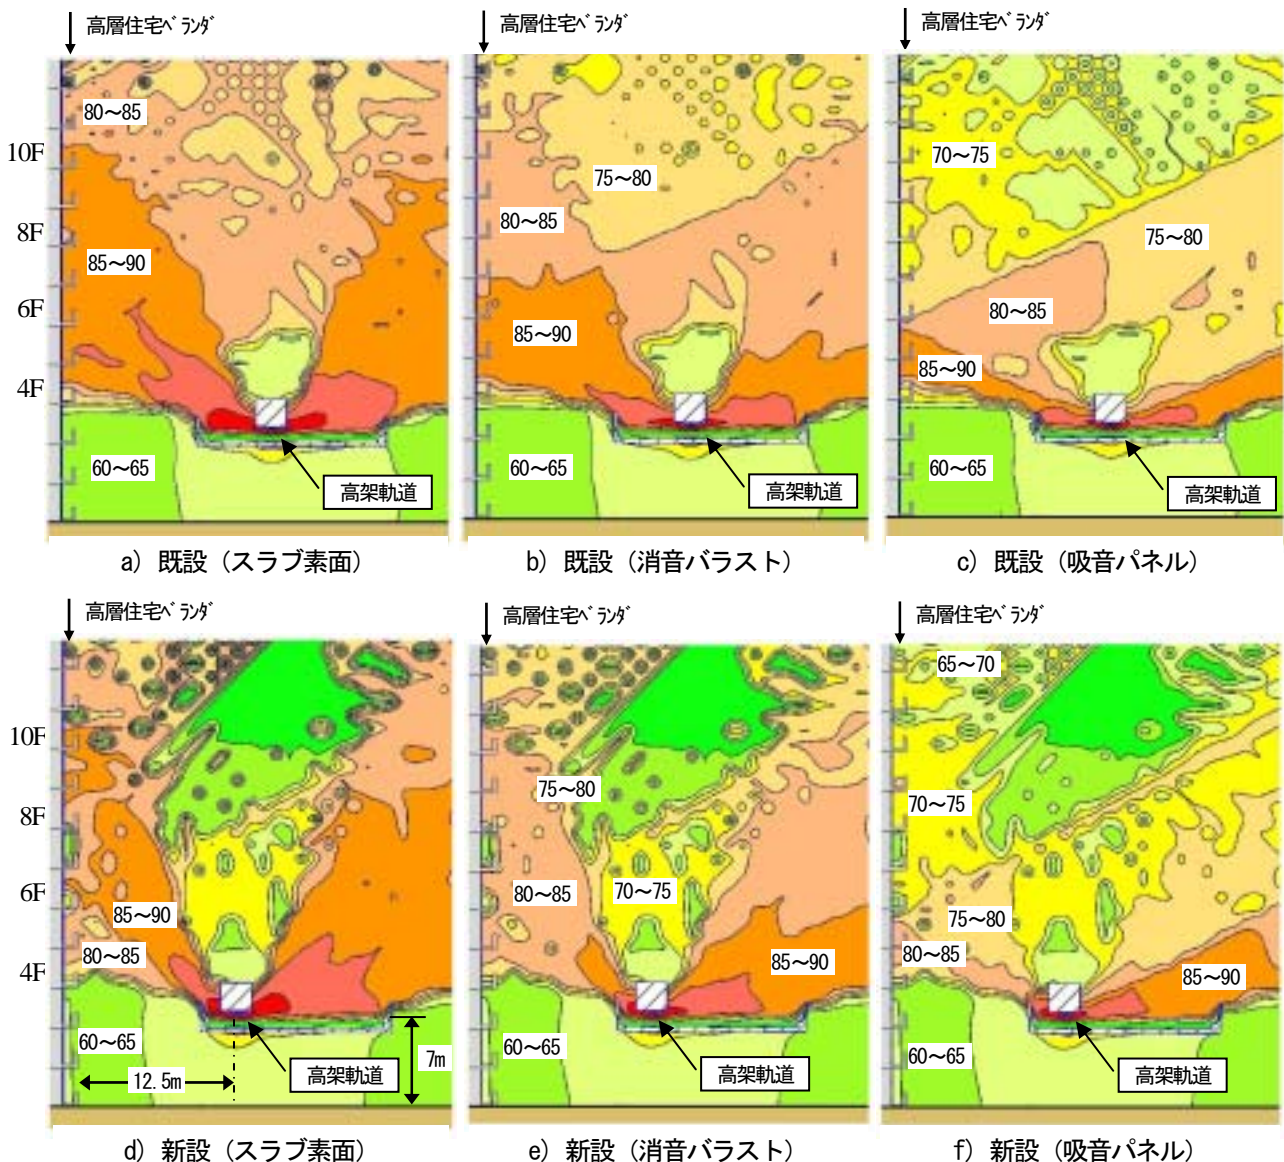 高層住宅ベランダ
高層住宅ベランダ
高層住宅ベランダ
80～85
10F
75～80
70～75
8F
80～85
75～80
85～90
6F
80～85
85～90
85～90
4F
60～65
60～65
60～65
高架軌道
高架軌道
高架軌道
a) 既設（スラブ素面）
b) 既設（消音バラスト）
c) 既設（吸音パネル）
高層住宅ベランダ
高層住宅ベランダ
高層住宅ベランダ
65～70
10F
75～80
70～75
8F
6F
80～85
70～75
85～90
75～80
80～85
80～85
4F
85～90
85～90
60～65
60～65
60～65
7m
12.5m
高架軌道
高架軌道
高架軌道
d) 新設（スラブ素面）
e) 新設（消音バラスト）
f) 新設（吸音パネル）